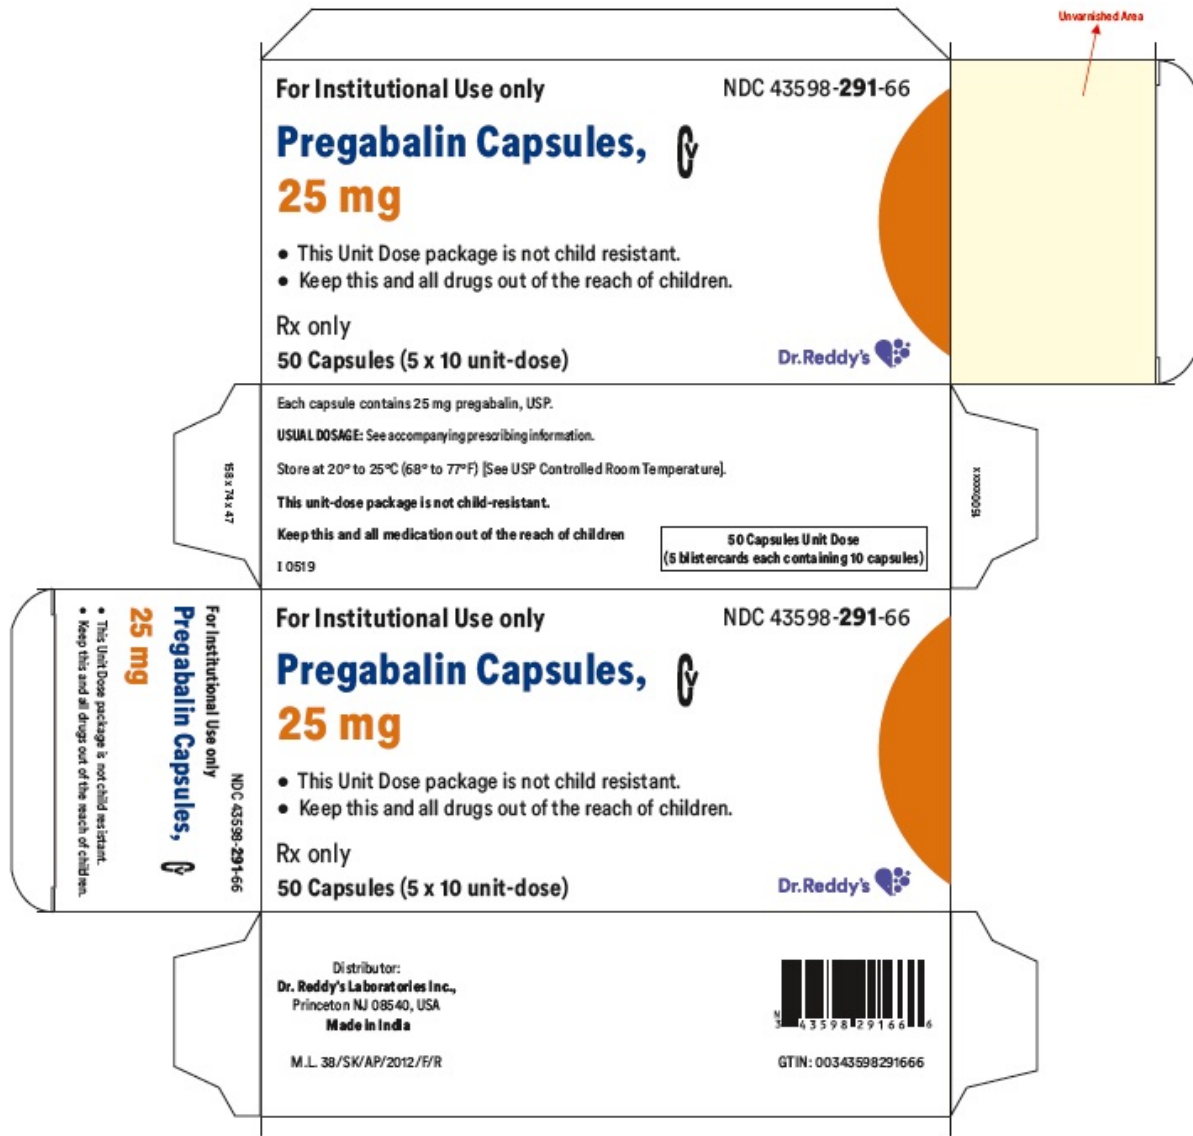 Unvarnished Area
For Institutional Use only
NDC 43598-291-66
Pregabalin Capsules, CV
25 mg
• This Unit Dose package is not child resistant.
• Keep this and all drugs out of the reach of children.
Rx only
50 Capsules (5 x 10 unit-dose)
Dr.Reddy's
Each capsule contains 25 mg pregabalin, USP.
USUAL DOSAGE: See accompanying prescribing information.
Store at 20° to 25°C (68° to 77°F) [See USP Controlled Room Temperature].
This unit-dose package is not child-resistant.
Keep this and all medication out of the reach of children
I 0519
50 Capsules Unit Dose
(5 blistercards each containing 10 capsules)
158 x 74 x 47
1500xxxxx
For Institutional Use only
NDC 43598-291-66
Pregabalin Capsules, CV
25 mg
• This Unit Dose package is not child resistant.
• Keep this and all drugs out of the reach of children.
For Institutional Use only
NDC 43598-291-66
Pregabalin Capsules, CV
25 mg
• This Unit Dose package is not child resistant.
• Keep this and all drugs out of the reach of children.
Rx only
50 Capsules (5 x 10 unit-dose)
Dr.Reddy's
Distributor:
Dr. Reddy's Laboratories Inc.,
Princeton NJ 08540, USA
Made in India
M.L. 38/SK/AP/2012/F/R
N
3 43598 29166 6
GTIN: 00343598291666